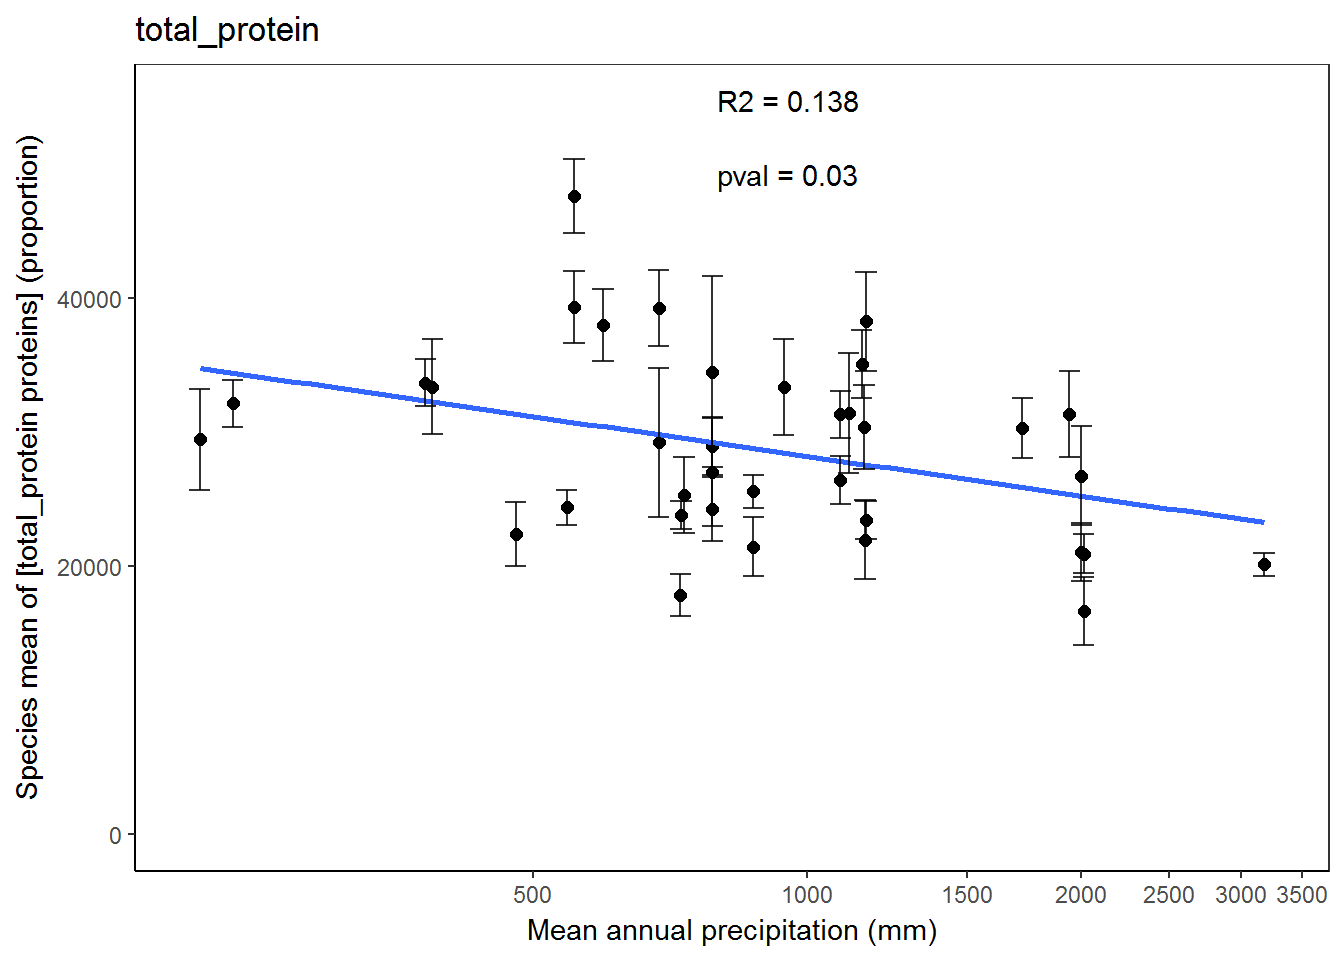 total_protein
R2 = 0.138
pval = 0.03
Species mean of [total_protein proteins] (proportion)
40000
20000
0
500
1000
1500
2000
2500
3000
3500
Mean annual precipitation (mm)